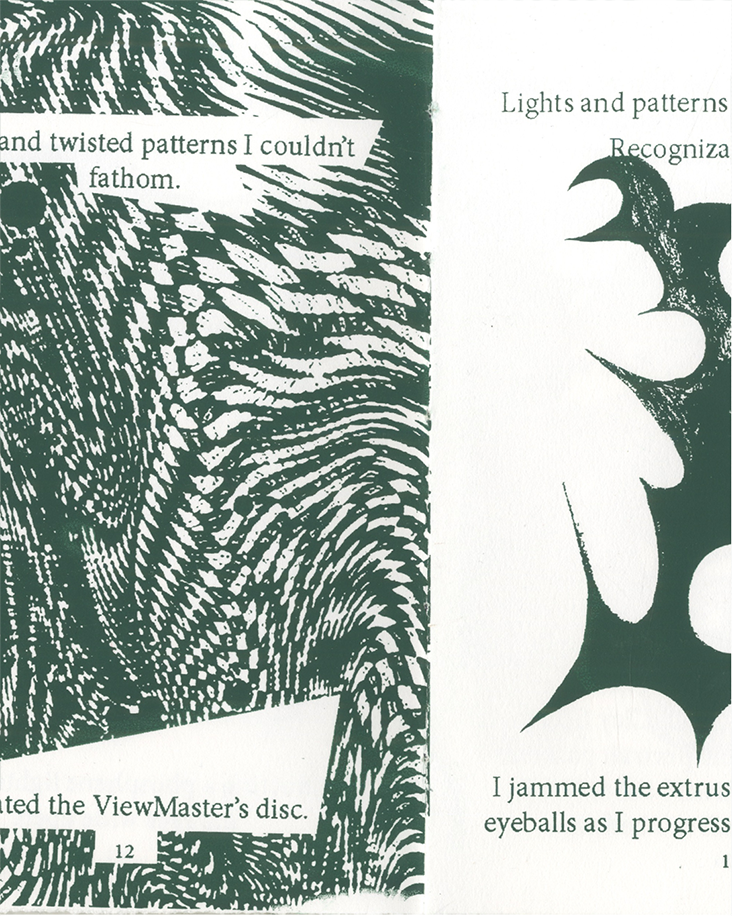 and twisted patterns I couldn't
fathom.
ated the ViewMaster's disc.
12
Lights and patterns
Recogniza
I jammed the extrus
eyeballs as I progress
1